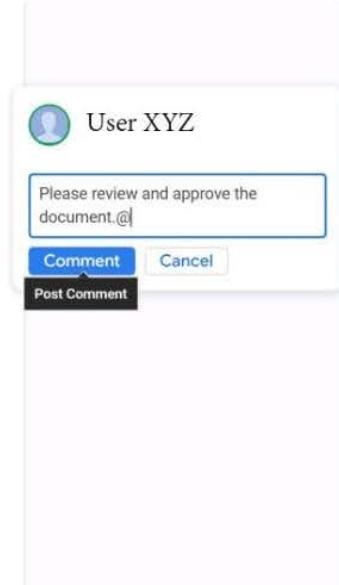 User XYZ
Please review and approve the
document.@
Comment Cancel
Post Comment